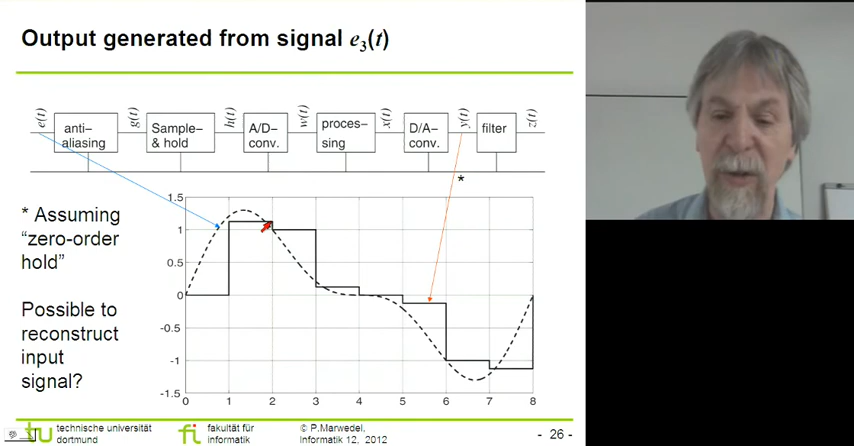 Output generated from signal e3(t)
e(t) g(t) h(t) w(t) x(t) y(t) z(t)
anti–
aliasing
Sample–
& hold
A/D–
conv.
proces–
sing
D/A–
conv.
filter
*
* Assuming
“zero-order
hold”
Possible to
reconstruct
input
signal?
1.5
1
0.5
0
-0.5
-1
-1.5
0 1 2 3 4 5 6 7 8
tu
technische universität
dortmund
fi
fakultät für
informatik
© P.Marwedel,
Informatik 12, 2012
- 26 -